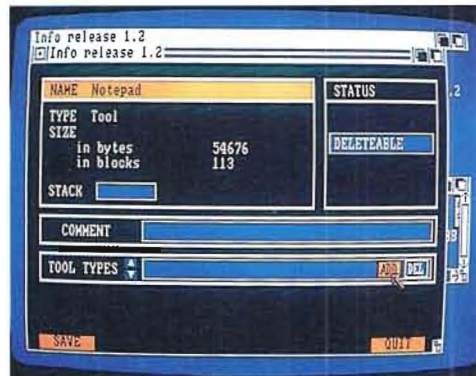 Info release 1.2
Info release 1.2
NAME Notepad
STATUS
.2
TYPE Tool
SIZE
in bytes 54676
in blocks 113
DELETEABLE
STACK
COMMENT
TOOL TYPES
ADD DEL
SAVE
QUIT